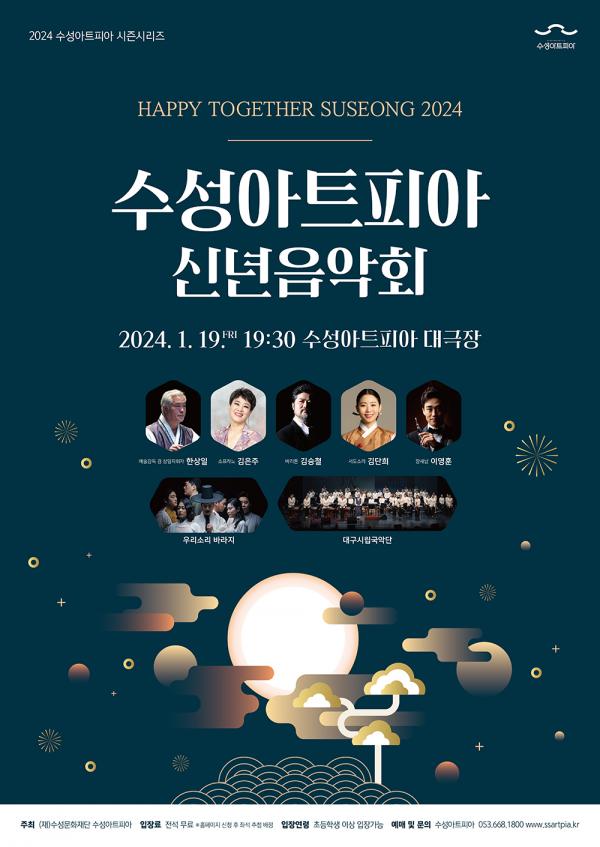 2024 수성아트피아 시즌시리즈
수성아트피아
HAPPY TOGETHER SUSEONG 2024
수성아트피아
신년음악회
2024. 1. 19. FRI 19:30 수성아트피아 대극장
예술감독 겸 상임지휘자 한상일 소프라노 김은주 바리톤 김승철 서도소리 김단희 장새납 이영훈
우리소리 바라지 대구시립국악단
주최 (재)수성문화재단 수성아트피아 입장료 전석 무료 ※홈페이지 신청 후 좌석 추첨 배정 입장연령 초등학생 이상 입장가능 예매 및 문의 수성아트피아 053.668.1800 www.ssartpia.kr